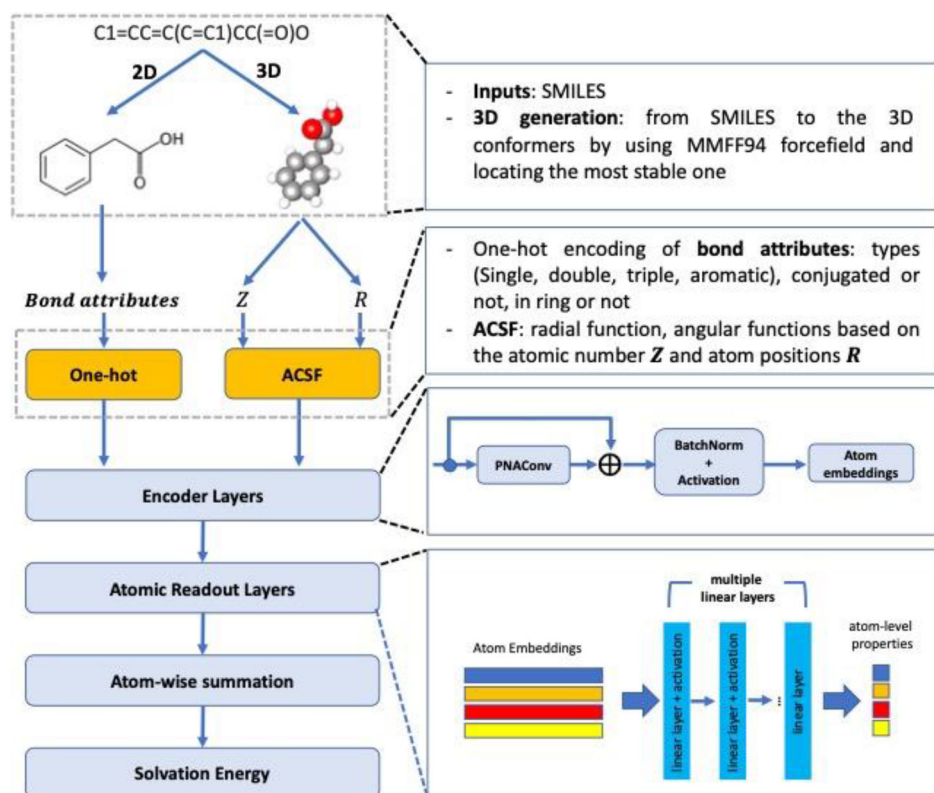 C1=CC=C(C=C1)CC(=O)O
2D
3D
OH
O
- Inputs: SMILES
- 3D generation: from SMILES to the 3D
conformers by using MMFF94 forcefield and
locating the most stable one
Bond attributes
Z
R
- One-hot encoding of bond attributes: types
(Single, double, triple, aromatic), conjugated or
not, in ring or not
- ACSF: radial function, angular functions based on
the atomic number Z and atom positions R
One-hot
ACSF
PNAConv
BatchNorm
+
Activation
Atom
embeddings
Encoder Layers
Atomic Readout Layers
Atom-wise summation
Solvation Energy
multiple
linear layers
Atom Embeddings
linear layer + activation
linear layer + activation
...
linear layer
atom-level
properties